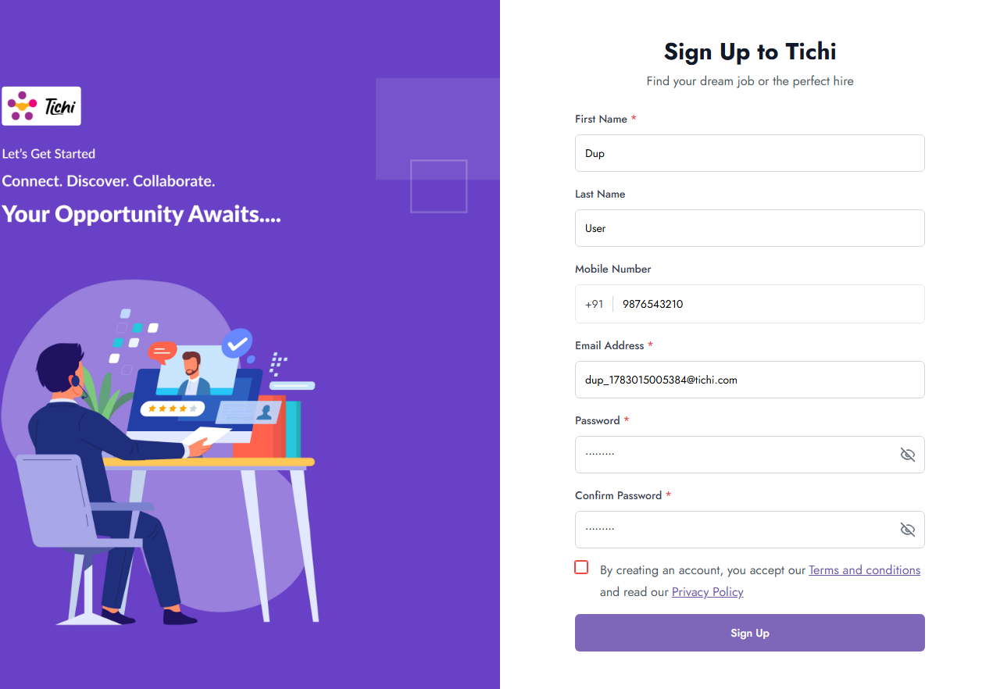 Tichi
Let's Get Started
Connect. Discover. Collaborate.
Your Opportunity Awaits....
Sign Up to Tichi
Find your dream job or the perfect hire
First Name *
Dup
Last Name
User
Mobile Number
+91 9876543210
Email Address *
dup_1783015005384@tichi.com
Password *
·········
Confirm Password *
·········
By creating an account, you accept our Terms and conditions
and read our Privacy Policy
Sign Up